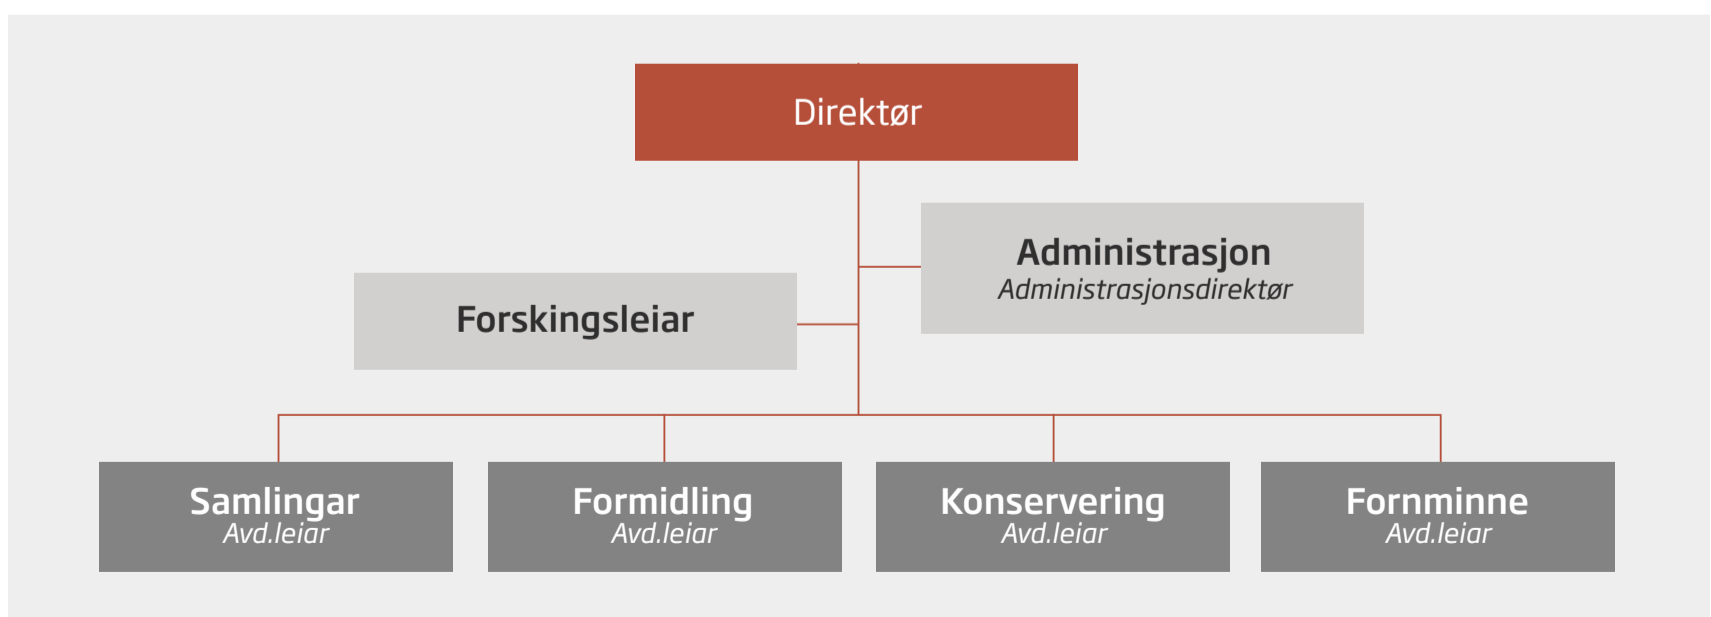 Direktør
Administrasjon
Administrasjonsdirektør
Forskingsleiar
Samlingar
Avd.leiar
Formidling
Avd.leiar
Konservering
Avd.leiar
Fornminne
Avd.leiar